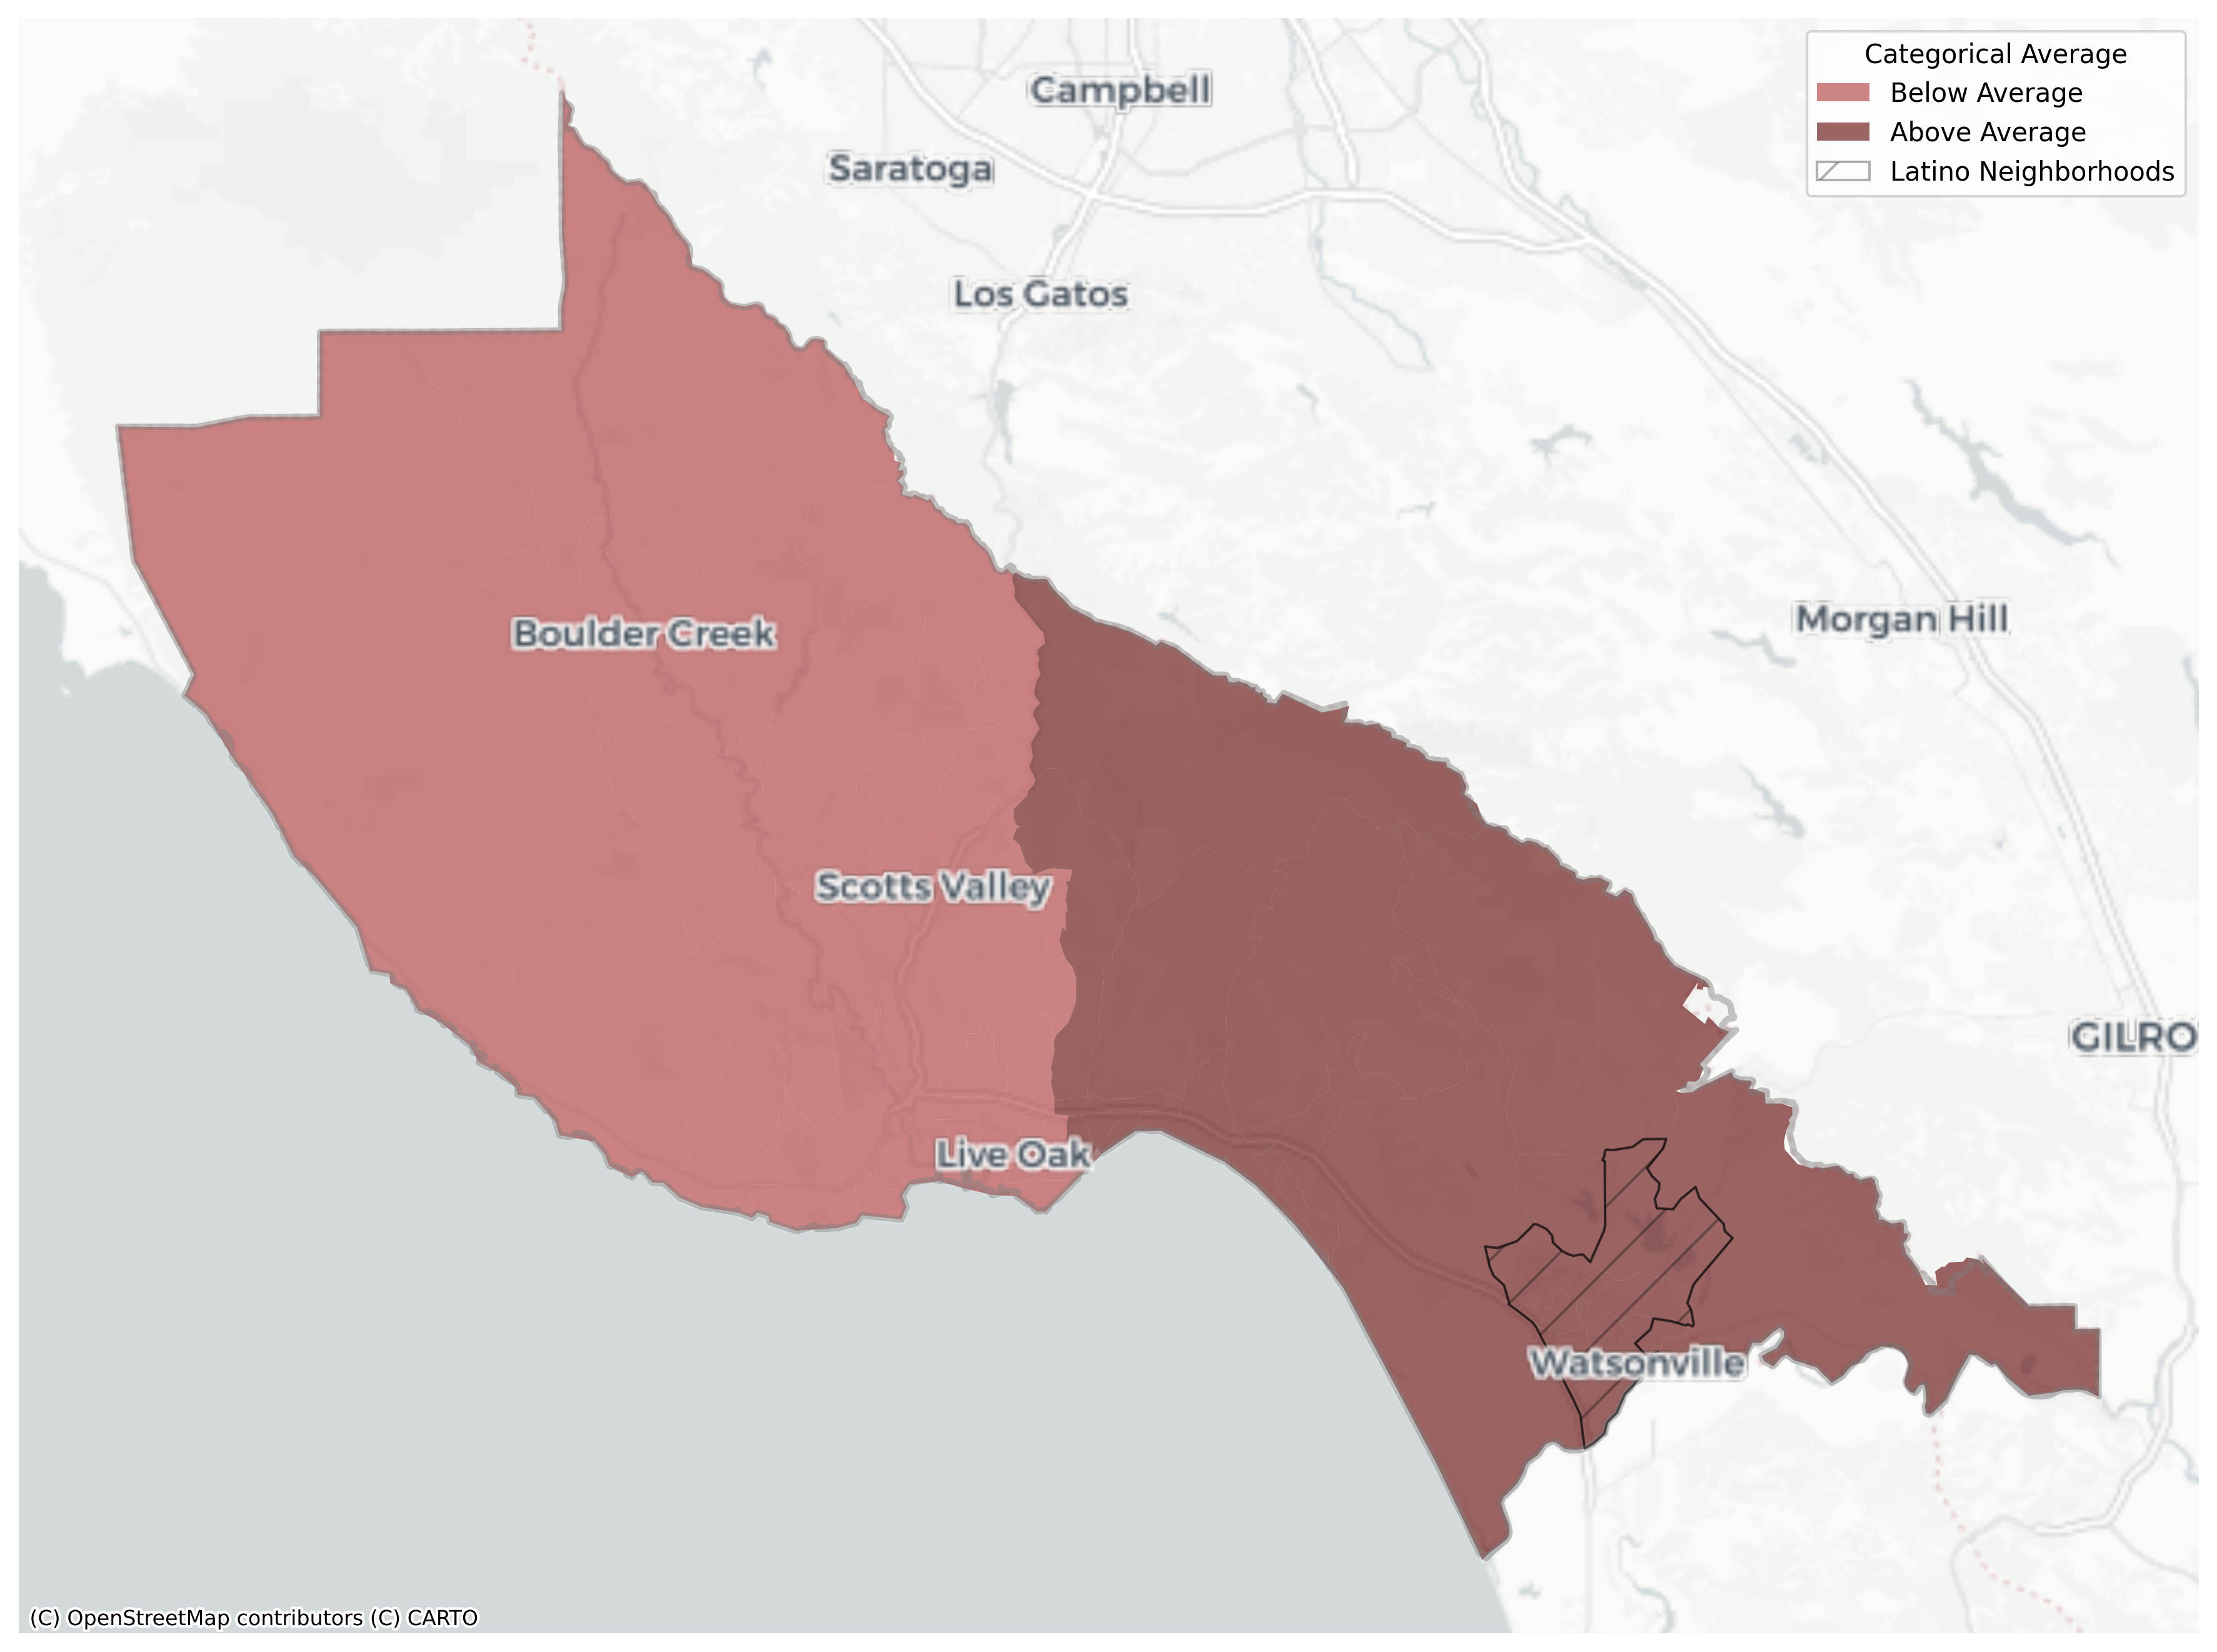 Categorical Average
Below Average
Above Average
Latino Neighborhoods
Campbell
Saratoga
Los Gatos
Morgan Hill
Boulder Creek
Scotts Valley
GILRO
Live Oak
Watsonville
(C) OpenStreetMap contributors (C) CARTO